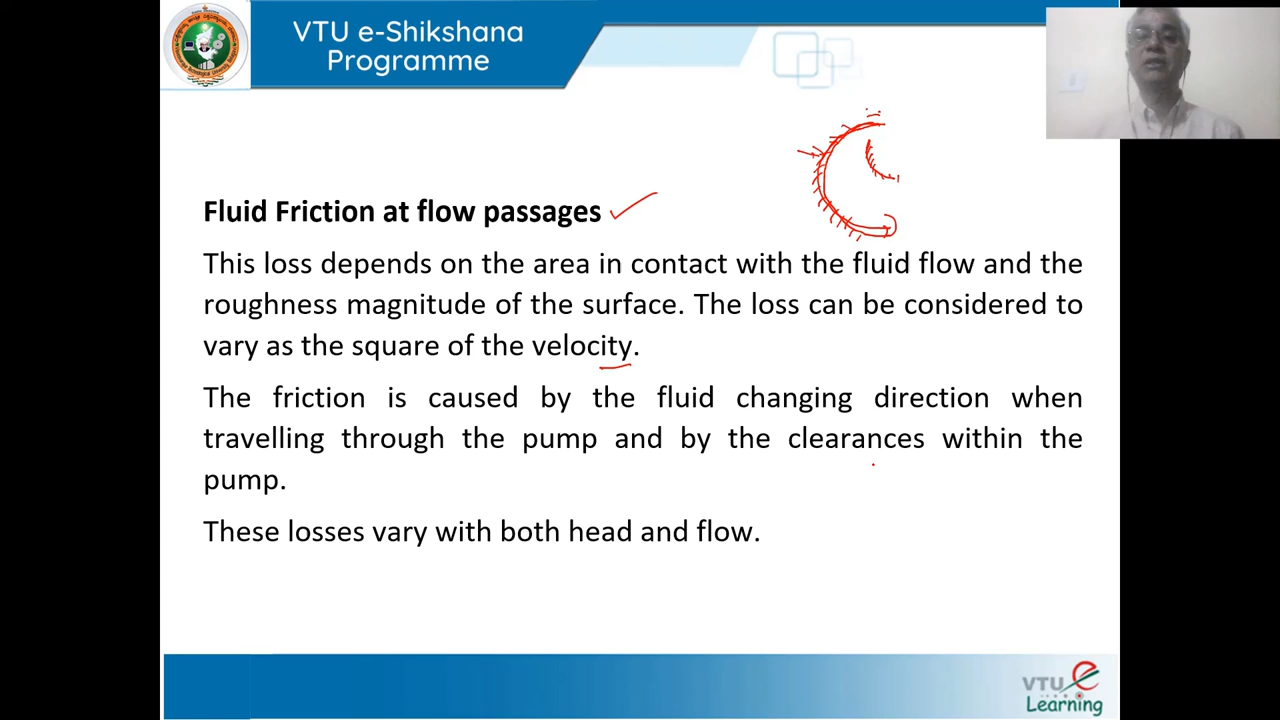 VTU e-Shikshana
Programme
Fluid Friction at flow passages
This loss depends on the area in contact with the fluid flow and the
roughness magnitude of the surface. The loss can be considered to
vary as the square of the velocity.
The friction is caused by the fluid changing direction when
travelling through the pump and by the clearances within the
pump.
These losses vary with both head and flow.
VTU e
Learning